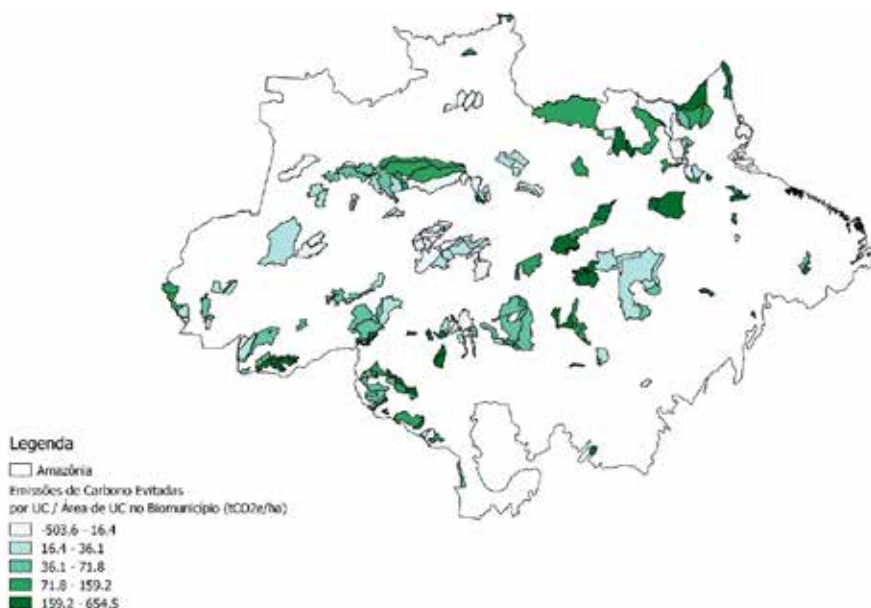 Legenda
Amazônia
Emissões de Carbono Evitadas
por UC / Área de UC no Biomunicípio (tCO2e/ha)
-503.6 - 16.4
16.4 - 36.1
36.1 - 71.8
71.8 - 159.2
159.2 - 654.5